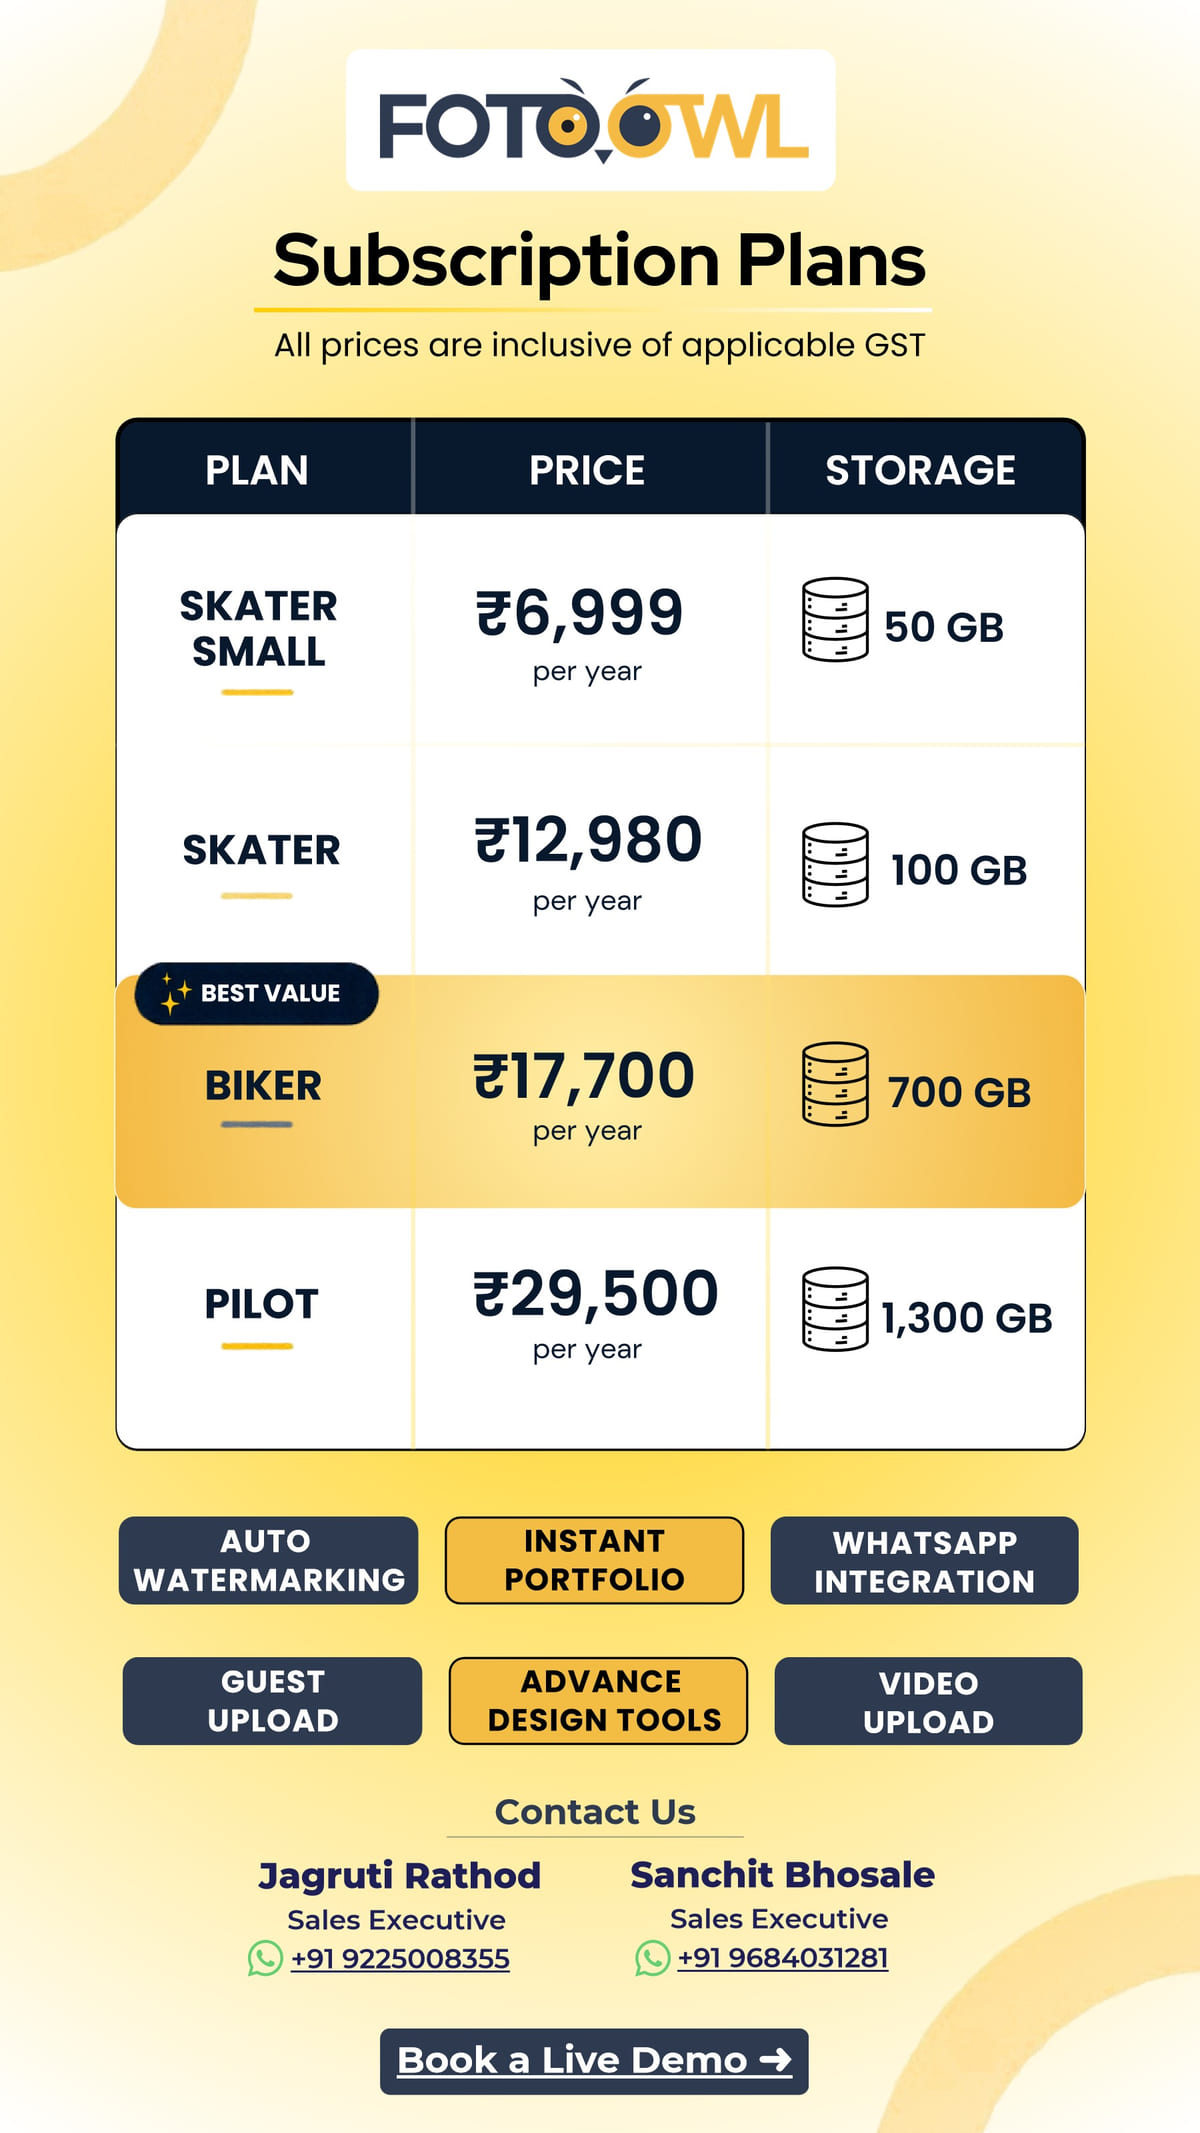 FOTOOWL
Subscription Plans
All prices are inclusive of applicable GST
PLAN PRICE STORAGE
SKATER
SMALL
₹6,999
per year
50 GB
SKATER
₹12,980
per year
100 GB
BEST VALUE
BIKER
₹17,700
per year
700 GB
PILOT
₹29,500
per year
1,300 GB
AUTO
WATERMARKING
INSTANT
PORTFOLIO
WHATSAPP
INTEGRATION
GUEST
UPLOAD
ADVANCE
DESIGN TOOLS
VIDEO
UPLOAD
Contact Us
Jagruti Rathod
Sales Executive
+91 9225008355
Sanchit Bhosale
Sales Executive
+91 9684031281
Book a Live Demo ➜